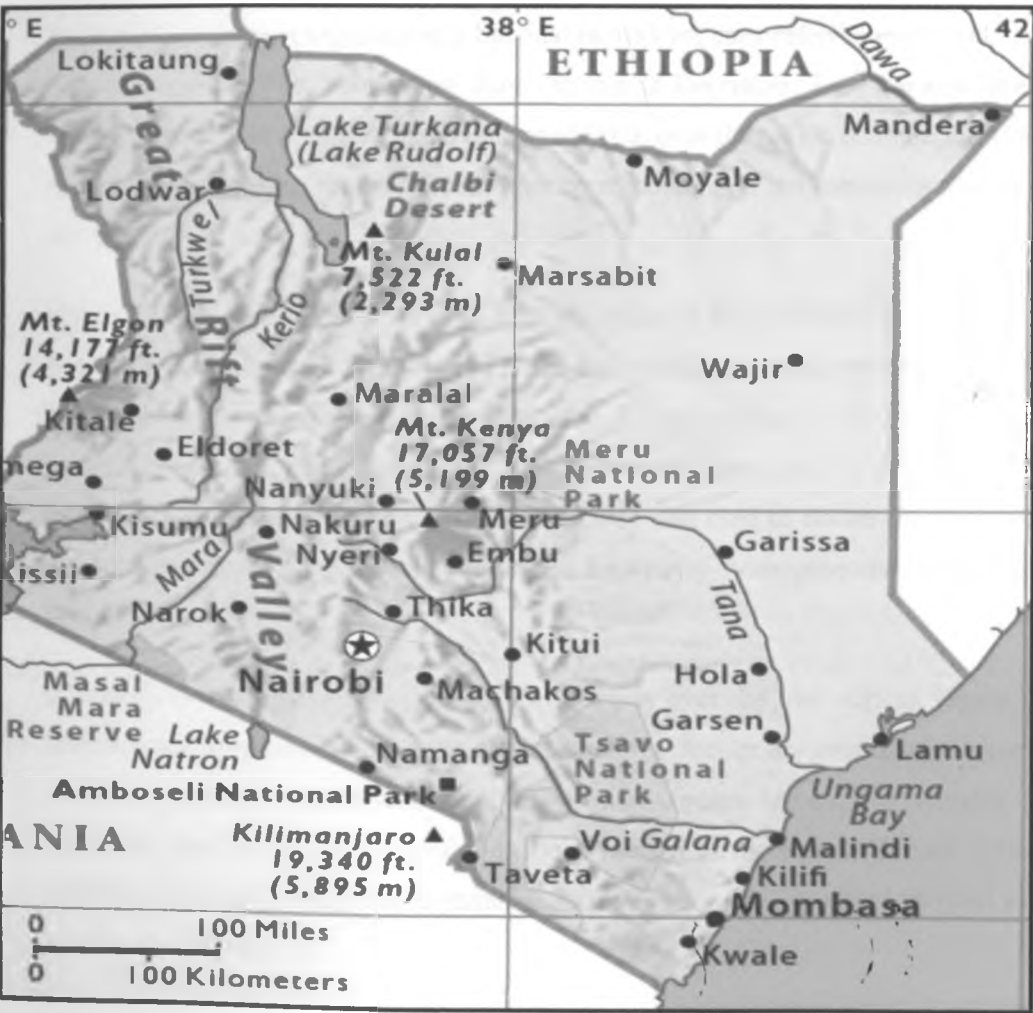 ° E
38° E
42
ETHIOPIA
Dawa
Lokitaung
Great
Lake Turkana
(Lake Rudolf)
Mandera
Moyale
Lodwar
Chalbi
Desert
Turkwel
Mt. Kulal
7,522 ft.
(2,293 m)
Marsabit
Kerio
Rift
Mt. Elgon
14,177 ft.
(4,321 m)
Wajir
Kitale
Maralal
Mt. Kenya
17,057 ft.
(5,199 m)
Eldoret
Meru
National
Park
mega
Nanyuki
Meru
Kisumu
Nakuru
Nyeri
Embu
Garissa
Mara
Valley
issii
Tana
Narok
Thika
Kitui
Nairobi
Hola
Machakos
Masal
Mara
Reserve
Garsen
Lake
Natron
Namanga
Tsavo
National
Park
Lamu
Amboseli National Park
Ungama
Bay
ANIA
Kilimanjaro
19,340 ft.
(5,895 m)
Voi
Galana
Malindi
Taveta
Kilifi
Mombasa
Kwale
0 100 Miles
0 100 Kilometers